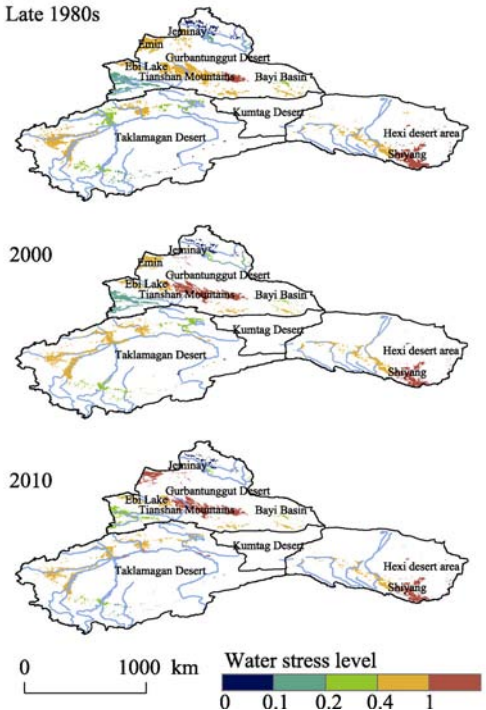 Late 1980s
Jeminay
Emin
Gurbantunggut Desert
Ebi Lake
Tianshan Mountains
Bayi Basin
Kumtag Desert
Taklamagan Desert
Hexi desert area
Shiyang
2000
Jeminay
Emin
Gurbantunggut Desert
Ebi Lake
Tianshan Mountains
Bayi Basin
Kumtag Desert
Taklamagan Desert
Hexi desert area
Shiyang
2010
Jeminay
Gurbantunggut Desert
Ebi Lake
Tianshan Mountains
Bayi Basin
Kumtag Desert
Taklamagan Desert
Hexi desert area
Shiyang
0 1000 km
Water stress level
0 0.1 0.2 0.4 1